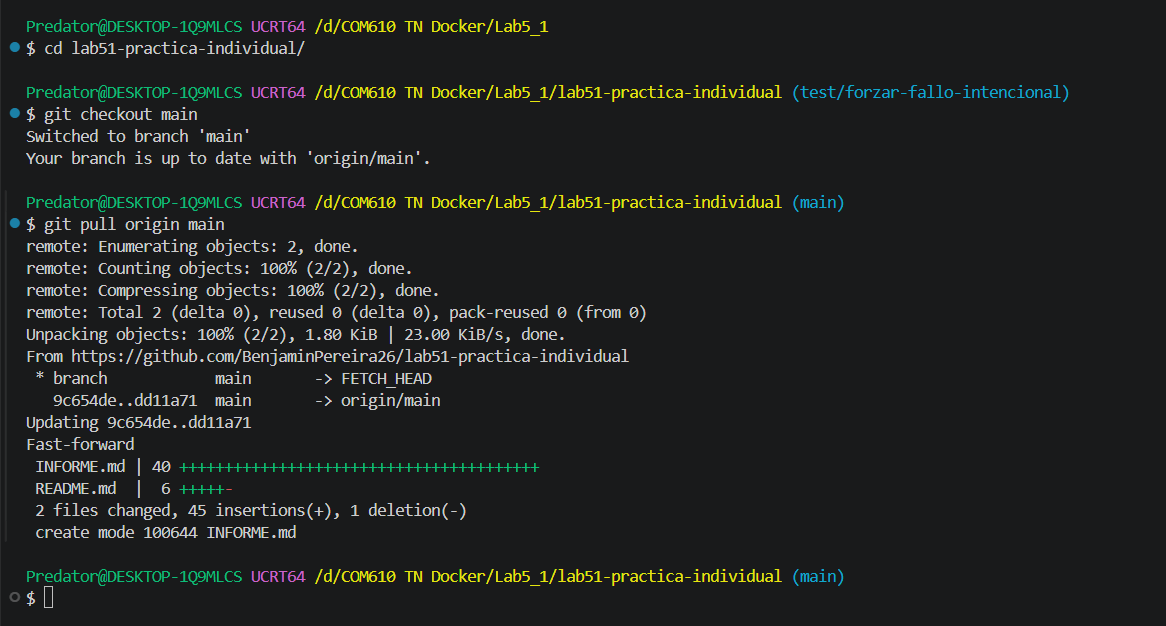 Predator@DESKTOP-1Q9MLCS UCRT64 /d/COM610 TN Docker/Lab5_1
$ cd lab51-practica-individual/
Predator@DESKTOP-1Q9MLCS UCRT64 /d/COM610 TN Docker/Lab5_1/lab51-practica-individual (test/forzar-fallo-intencional)
$ git checkout main
Switched to branch 'main'
Your branch is up to date with 'origin/main'.
Predator@DESKTOP-1Q9MLCS UCRT64 /d/COM610 TN Docker/Lab5_1/lab51-practica-individual (main)
$ git pull origin main
remote: Enumerating objects: 2, done.
remote: Counting objects: 100% (2/2), done.
remote: Compressing objects: 100% (2/2), done.
remote: Total 2 (delta 0), reused 0 (delta 0), pack-reused 0 (from 0)
Unpacking objects: 100% (2/2), 1.80 KiB | 23.00 KiB/s, done.
From https://github.com/BenjaminPereira26/lab51-practica-individual
 * branch            main       -> FETCH_HEAD
   9c654de..dd11a71  main       -> origin/main
Updating 9c654de..dd11a71
Fast-forward
 INFORME.md | 40 ++++++++++++++++++++++++++++++++++++++++
 README.md  |  6 +++++-
 2 files changed, 45 insertions(+), 1 deletion(-)
 create mode 100644 INFORME.md
Predator@DESKTOP-1Q9MLCS UCRT64 /d/COM610 TN Docker/Lab5_1/lab51-practica-individual (main)
$